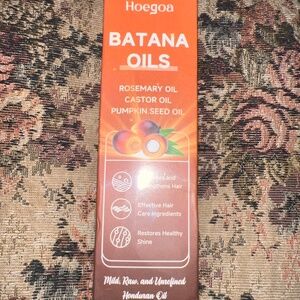 Hoegoa
BATANA
OILS
ROSEMARY OIL
CASTOR OIL
PUMPKIN SEED OIL
and
Hair
Effective Hair
Care Ingredients
Restores Healthy
Shine
Mild, Raw, and Unrefined
Honduran Oil